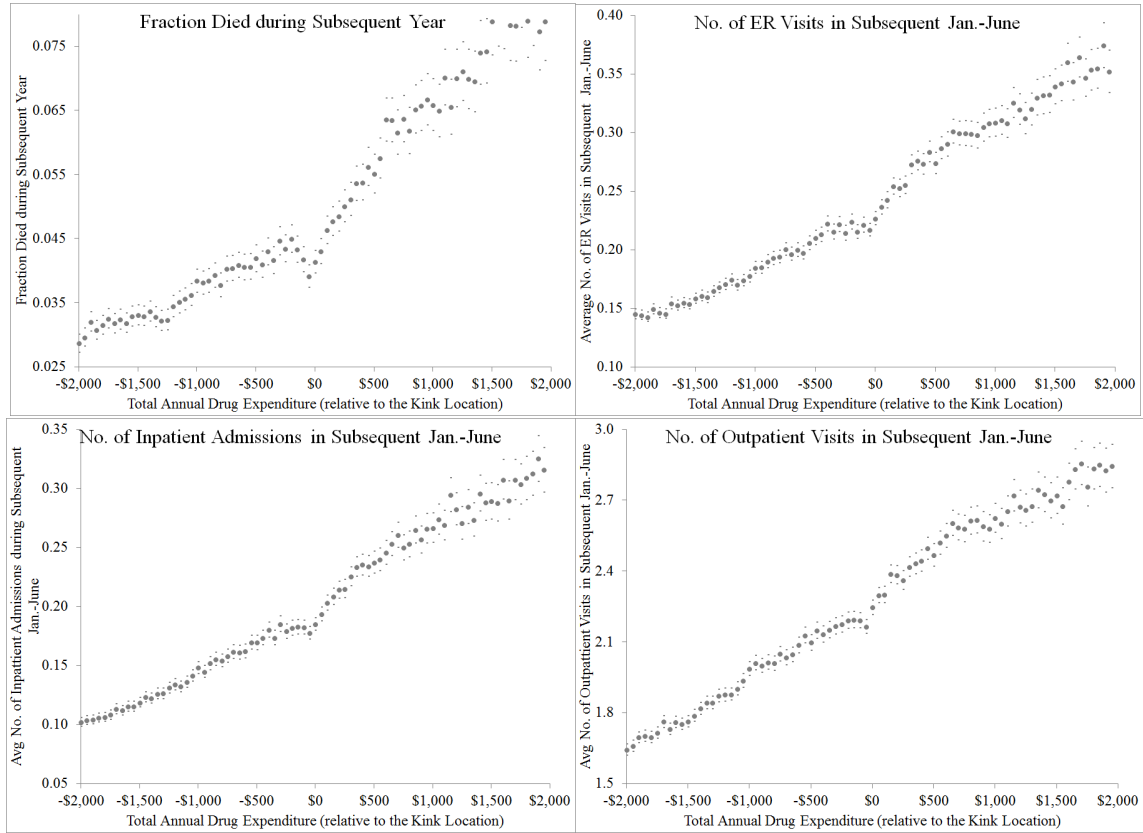 Fraction Died during Subsequent Year
Fraction Died during Subsequent Year
0.075
0.065
0.055
0.045
0.035
0.025
-$2,000 -$1,500 -$1,000 -$500 $0 $500 $1,000 $1,500 $2,000
Total Annual Drug Expenditure (relative to the Kink Location)
No. of ER Visits in Subsequent Jan.-June
Average No. of ER Visits in Subsequent Jan.-June
0.40
0.35
0.30
0.25
0.20
0.15
0.10
-$2,000 -$1,500 -$1,000 -$500 $0 $500 $1,000 $1,500 $2,000
Total Annual Drug Expenditure (relative to the Kink Location)
No. of Inpatient Admissions in Subsequent Jan.-June
Avg No. of Inpatient Admissions during Subsequent
Jan.-June
0.35
0.30
0.25
0.20
0.15
0.10
0.05
-$2,000 -$1,500 -$1,000 -$500 $0 $500 $1,000 $1,500 $2,000
Total Annual Drug Expenditure (relative to the Kink Location)
No. of Outpatient Visits in Subsequent Jan.-June
Avg No. of Outpattient Visits in Subsequent Jan.-June
3.0
2.7
2.4
2.1
1.8
1.5
-$2,000 -$1,500 -$1,000 -$500 $0 $500 $1,000 $1,500 $2,000
Total Annual Drug Expenditure (relative to the Kink Location)